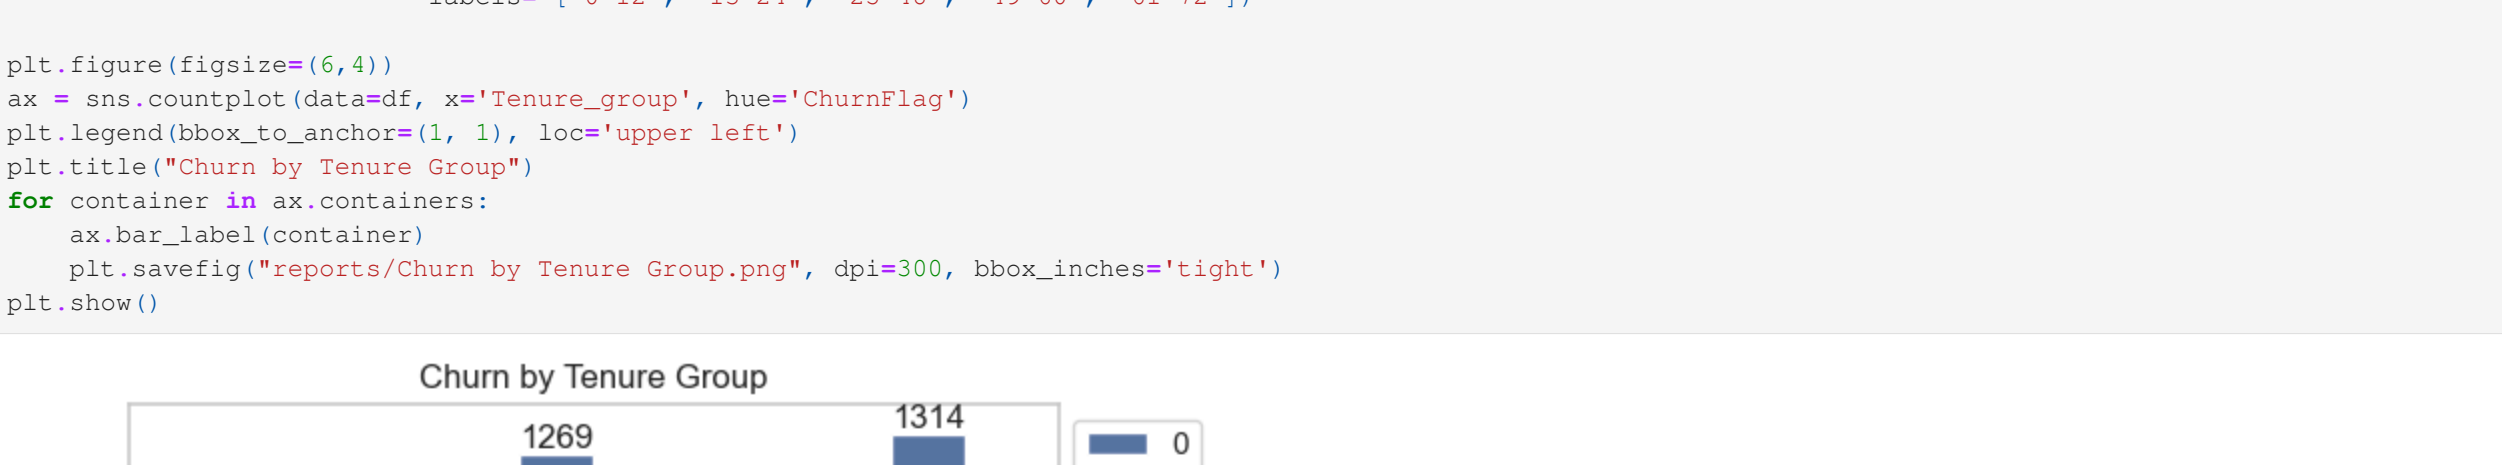 plt.figure(figsize=(6,4))
ax = sns.countplot(data=df, x='Tenure_group', hue='ChurnFlag')
plt.legend(bbox_to_anchor=(1, 1), loc='upper left')
plt.title("Churn by Tenure Group")
for container in ax.containers:
    ax.bar_label(container)
    plt.savefig("reports/Churn by Tenure Group.png", dpi=300, bbox_inches='tight')
plt.show()
Churn by Tenure Group
1314
1269
0